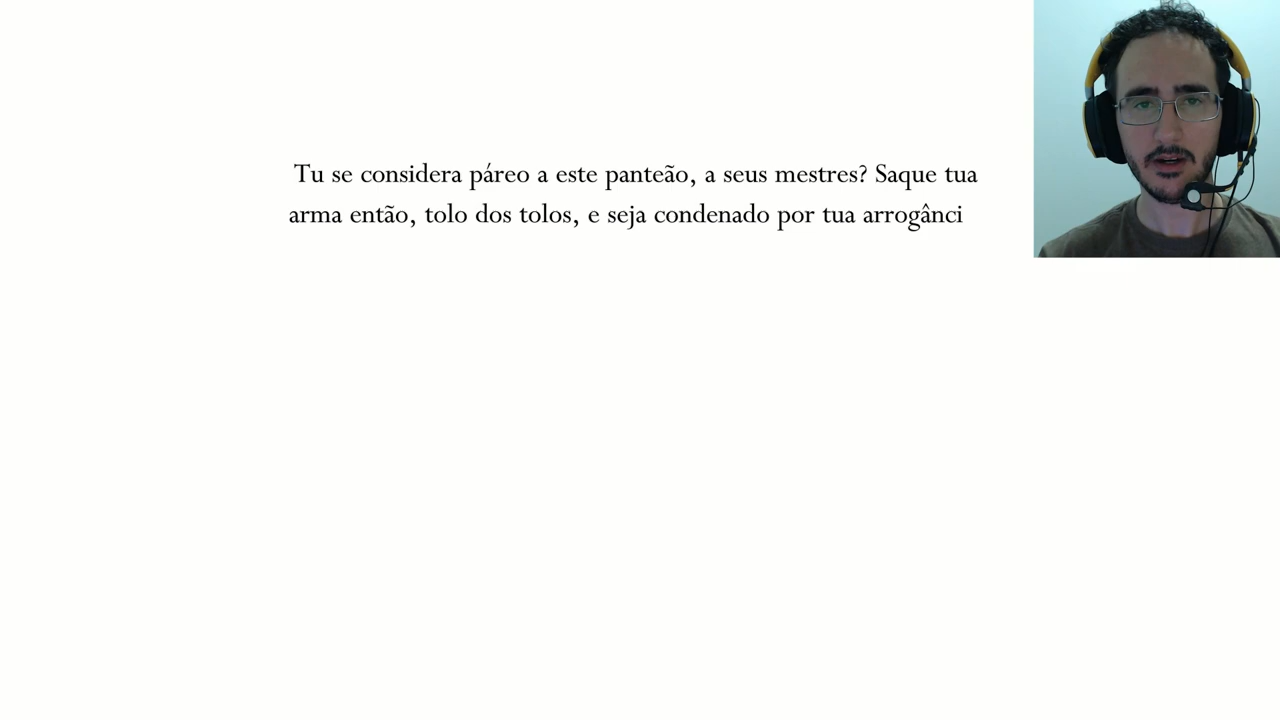 Tu se considera páreo a este panteão, a seus mestres? Saque tua
arma então, tolo dos tolos, e seja condenado por tua arrogânci